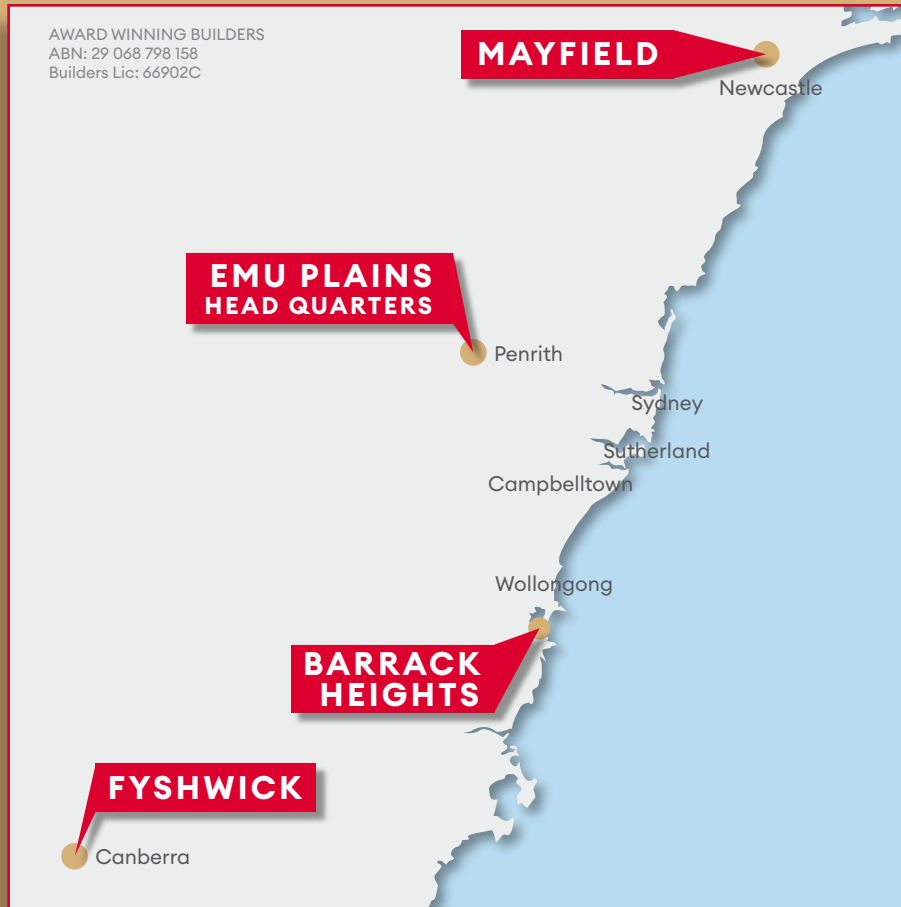 AWARD WINNING BUILDERS
ABN: 29 068 798 158
Builders Lic: 66902C
MAYFIELD
Newcastle
EMU PLAINS
HEAD QUARTERS
Penrith
Sydney
Sutherland
Campbelltown
Wollongong
BARRACK
HEIGHTS
FYSHWICK
Canberra